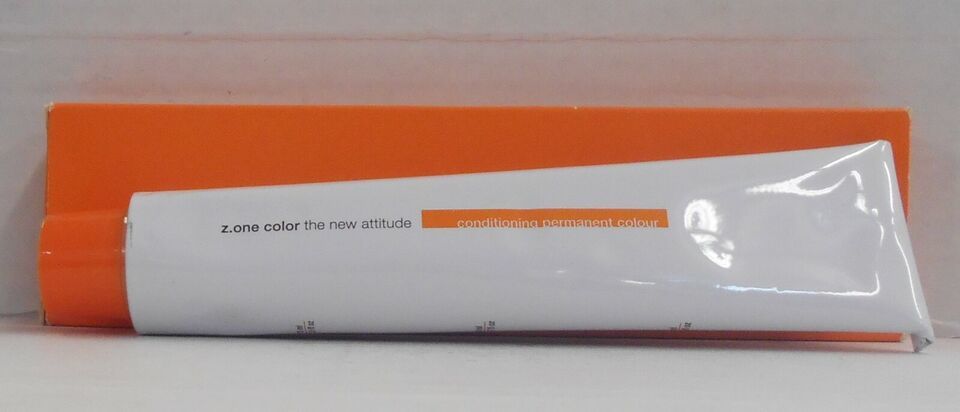 z.one color the new attitude conditioning permanent colour